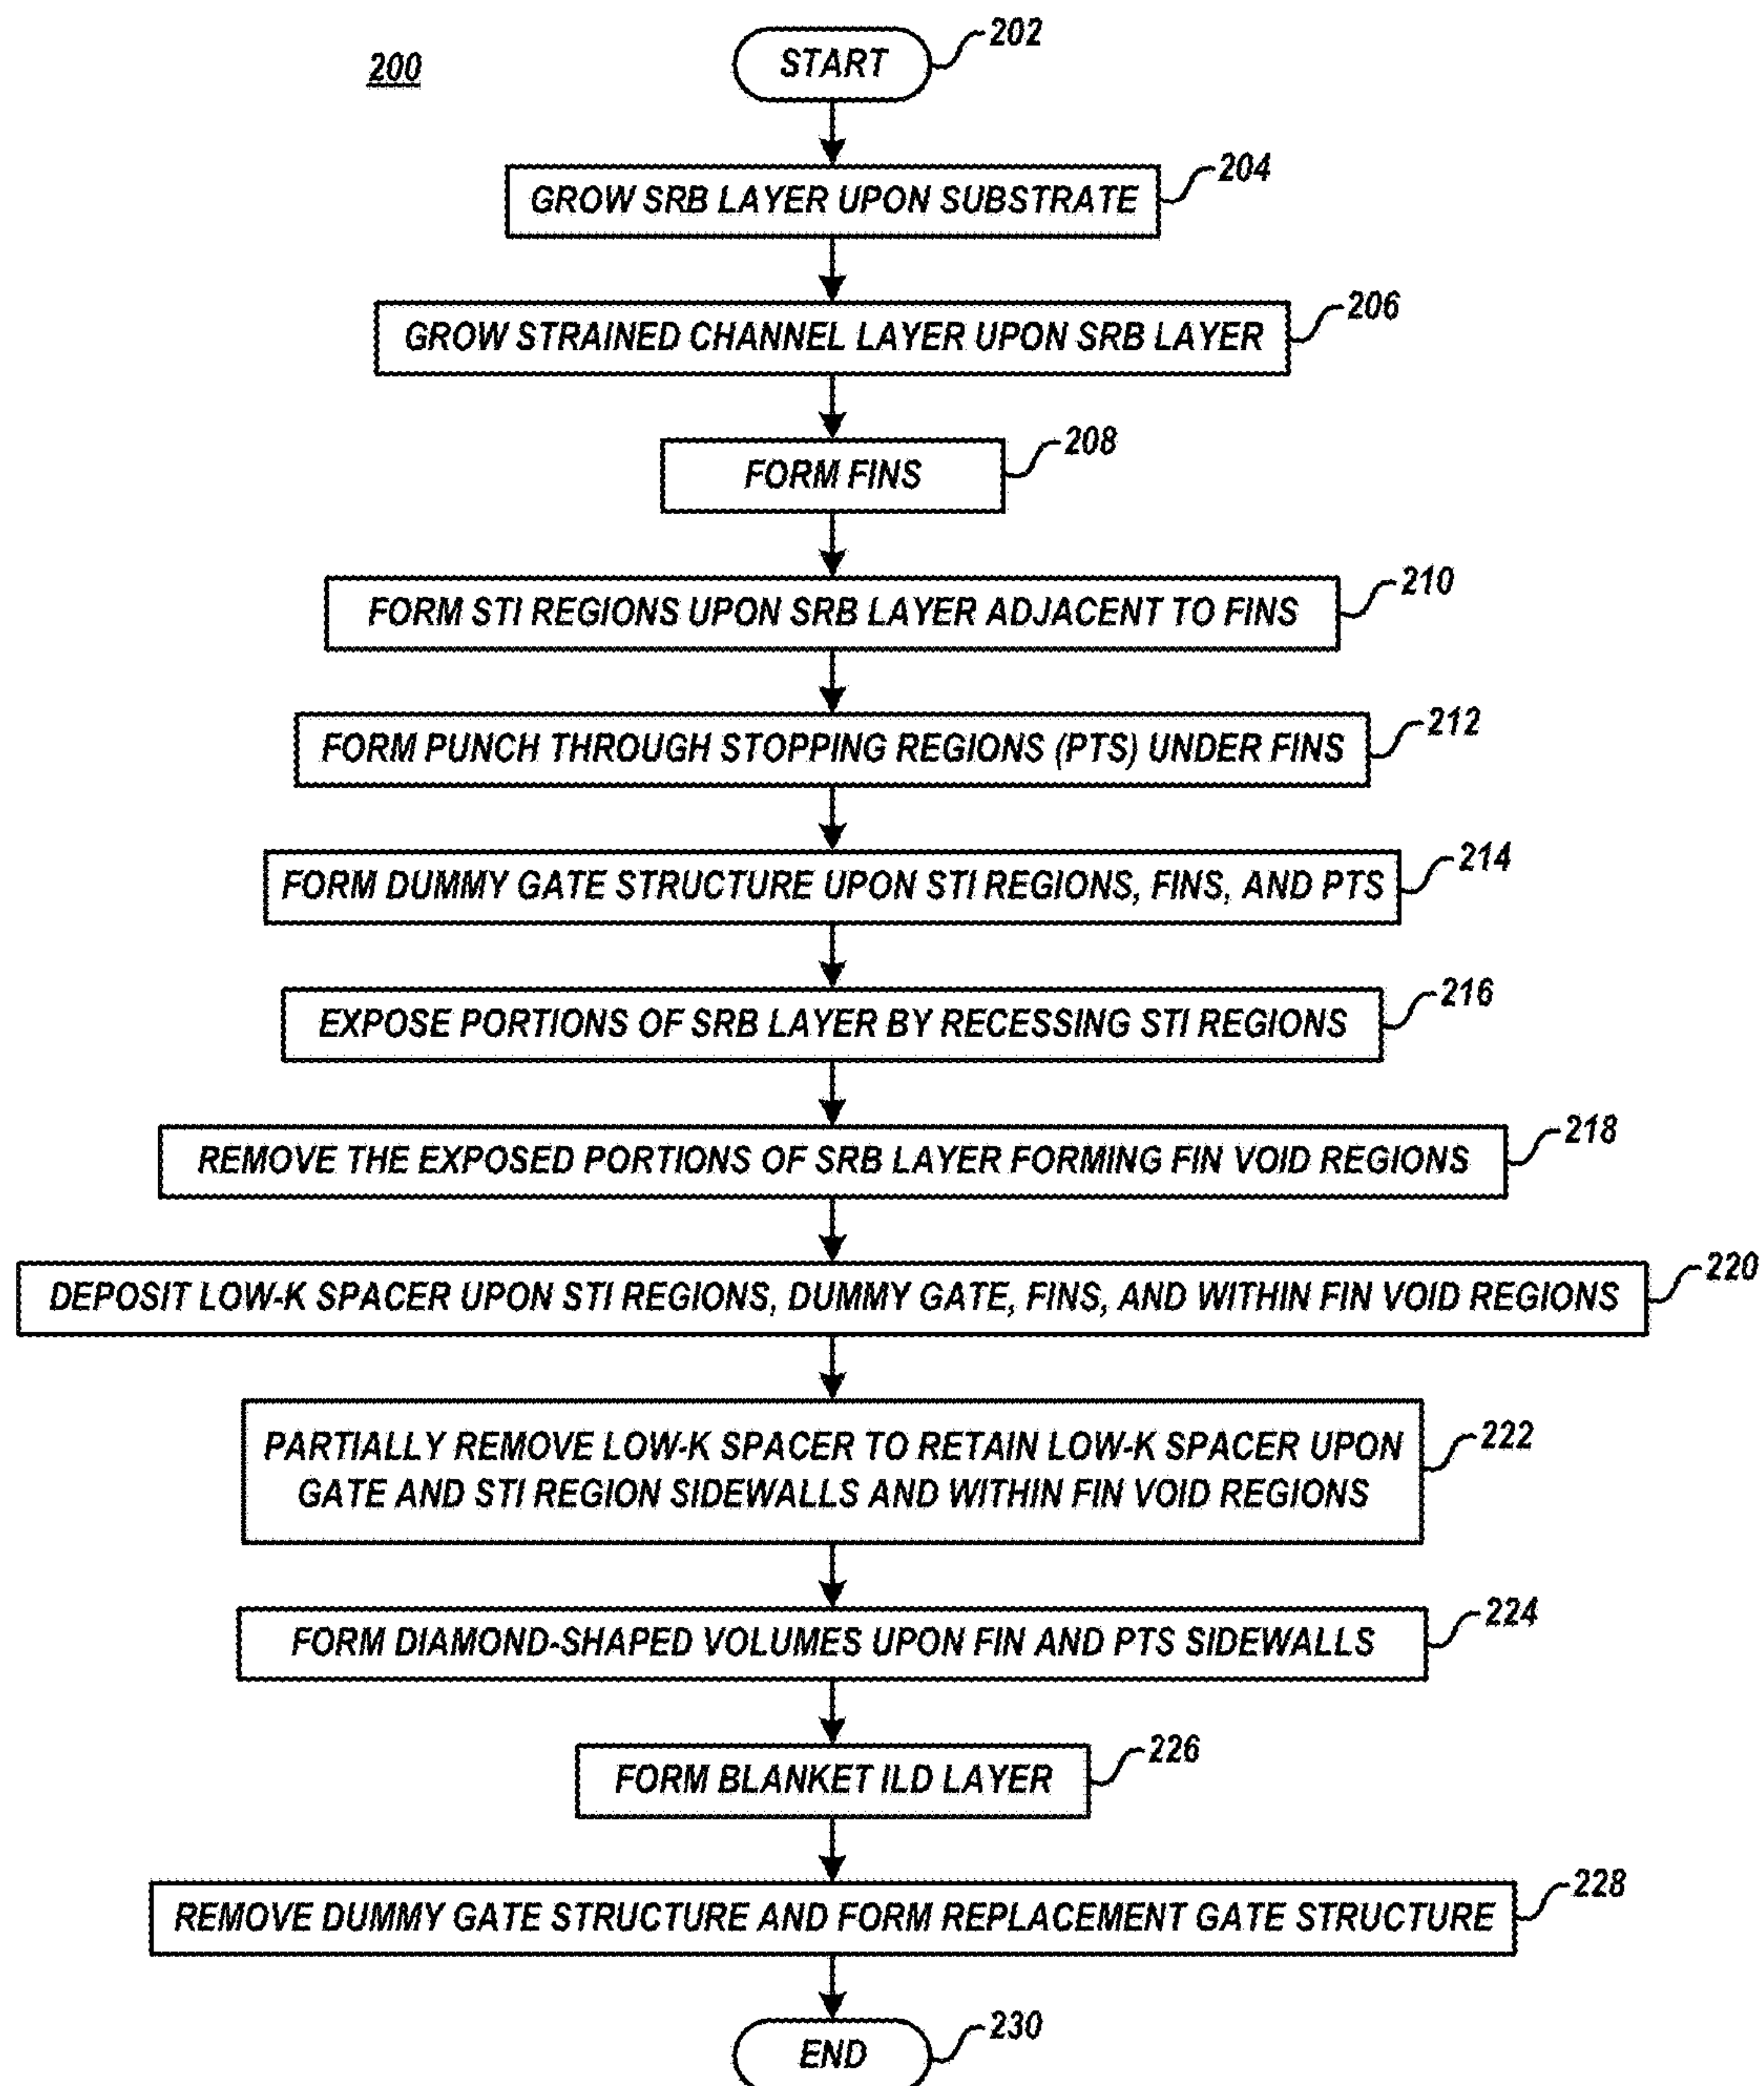 200
START
202
GROW SRB LAYER UPON SUBSTRATE
204
GROW STRAINED CHANNEL LAYER UPON SRB LAYER
206
FORM FINS
208
FORM STI REGIONS UPON SRB LAYER ADJACENT TO FINS
210
FORM PUNCH THROUGH STOPPING REGIONS (PTS) UNDER FINS
212
FORM DUMMY GATE STRUCTURE UPON STI REGIONS, FINS, AND PTS
214
EXPOSE PORTIONS OF SRB LAYER BY RECESSING STI REGIONS
216
REMOVE THE EXPOSED PORTIONS OF SRB LAYER FORMING FIN VOID REGIONS
218
DEPOSIT LOW-K SPACER UPON STI REGIONS, DUMMY GATE, FINS, AND WITHIN FIN VOID REGIONS
220
PARTIALLY REMOVE LOW-K SPACER TO RETAIN LOW-K SPACER UPON
GATE AND STI REGION SIDEWALLS AND WITHIN FIN VOID REGIONS
222
FORM DIAMOND-SHAPED VOLUMES UPON FIN AND PTS SIDEWALLS
224
FORM BLANKET ILD LAYER
226
REMOVE DUMMY GATE STRUCTURE AND FORM REPLACEMENT GATE STRUCTURE
228
END
230